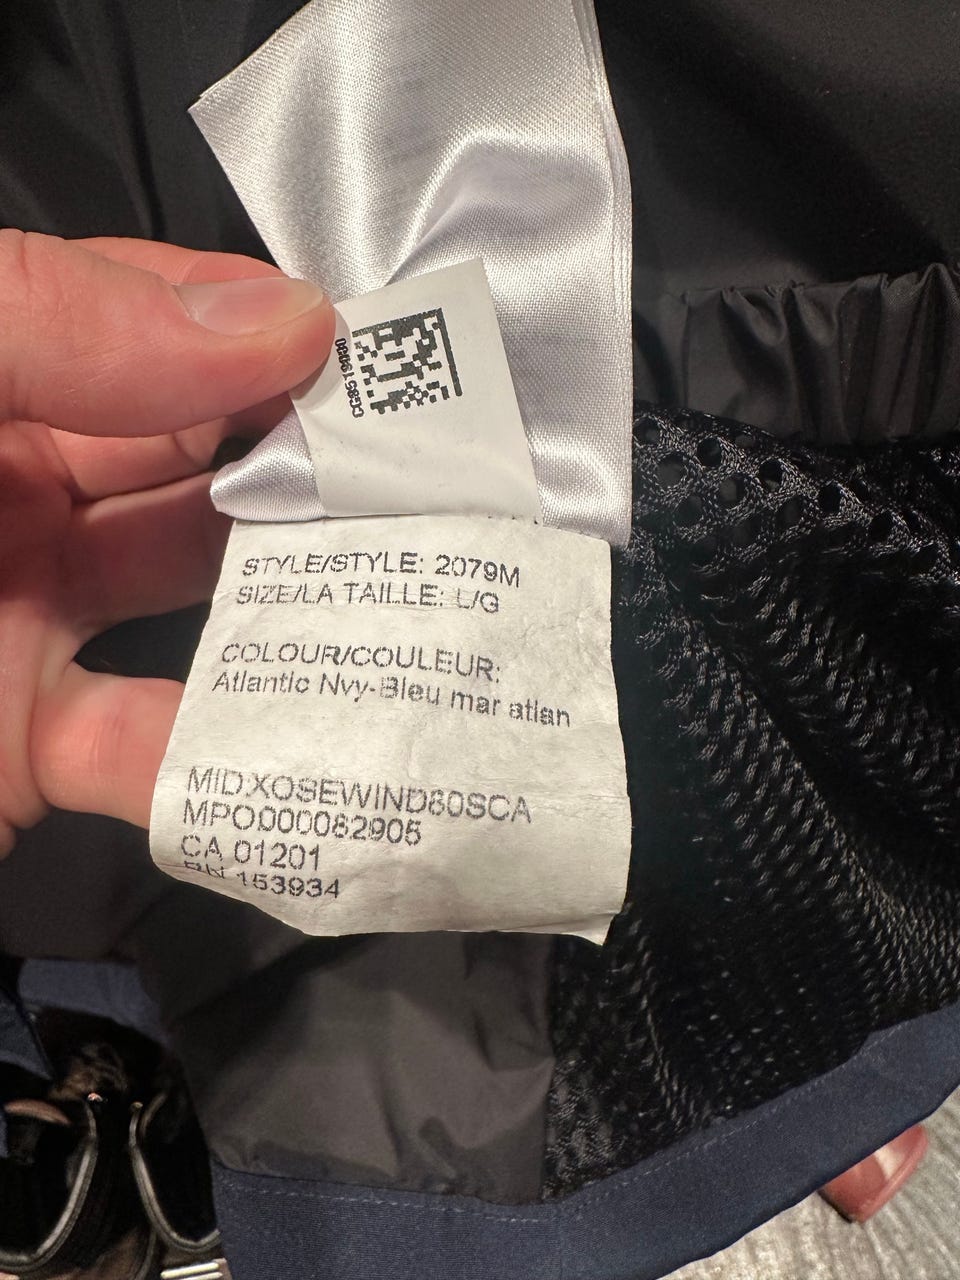 STYLE/STYLE: 2079M
SIZE/LA TAILLE: L/G
COLOUR/COULEUR:
Atlantic Nvy-Bleu mar atlan
MID:XOSEWIND80SCA
MPO000082905
CA 01201
RN 153934